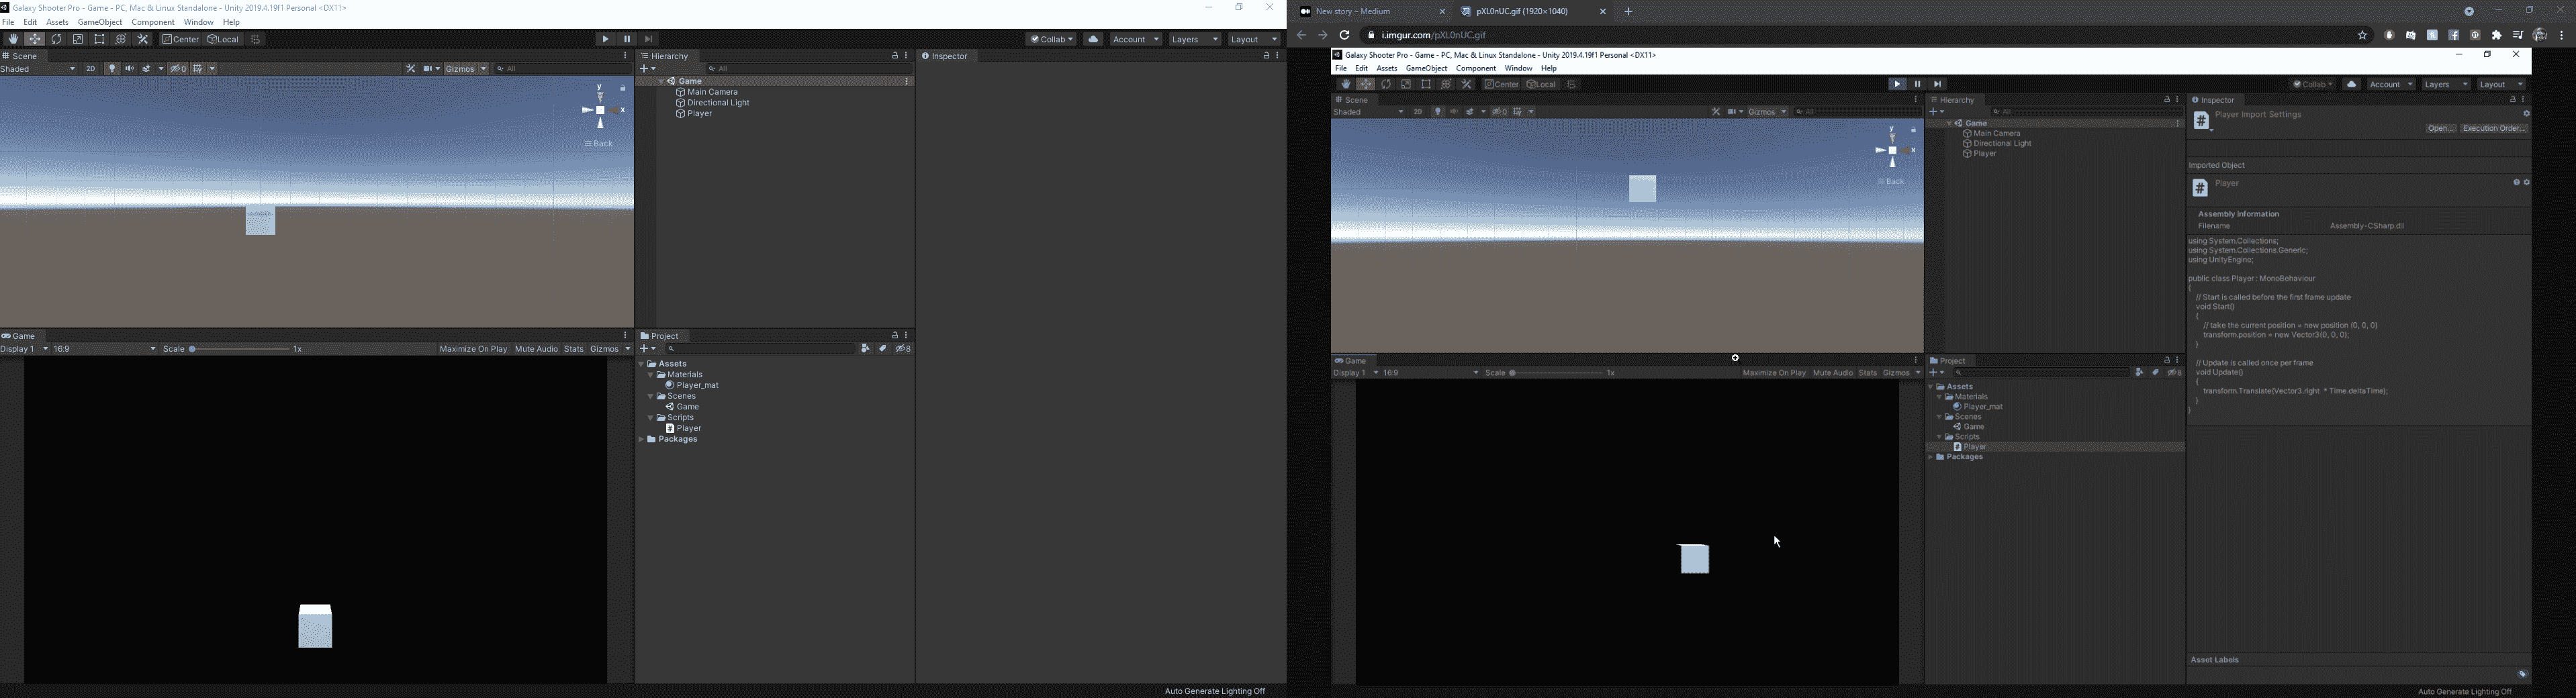 Galaxy Shooter Pro - Game - PC, Mac & Linux Standalone - Unity 2019.4.19f1 Personal <DX11>
File Edit Assets GameObject Component Window Help
Center Local Collab Account Layers Layout
Scene
Shaded 2D 0 Gizmos All
y
x
Back
Hierarchy
All
Game
Main Camera
Directional Light
Player
Inspector
Game
Display 1 16:9 Scale 1x Maximize On Play Mute Audio Stats Gizmos
Project
8
Assets
Materials
Player_mat
Scenes
Game
Scripts
Player
Packages
Auto Generate Lighting Off
New story – Medium
pXL0nUC.gif (1920×1040)
i.imgur.com/pXL0nUC.gif
Galaxy Shooter Pro - Game - PC, Mac & Linux Standalone - Unity 2019.4.19f1 Personal <DX11>
File Edit Assets GameObject Component Window Help
Center Local Collab Account Layers Layout
Scene
Shaded 2D 0 Gizmos All
y
x
Back
Hierarchy
All
Game
Main Camera
Directional Light
Player
Game
Display 1 16:9 Scale 1x Maximize On Play Mute Audio Stats Gizmos
Project
8
Assets
Materials
Player_mat
Scenes
Game
Scripts
Player
Packages
Inspector
Player Import Settings
Open... Execution Order...
Imported Object
Player
Assembly Information
Filename Assembly-CSharp.dll
using System.Collections;
using System.Collections.Generic;
using UnityEngine;
public class Player : MonoBehaviour
{
// Start is called before the first frame update
void Start()
{
// take the current position = new position (0, 0, 0)
transform.position = new Vector3(0, 0, 0);
}
// Update is called once per frame
void Update()
{
transform.Translate(Vector3.right * Time.deltaTime);
}
}
Asset Labels
Auto Generate Lighting Off